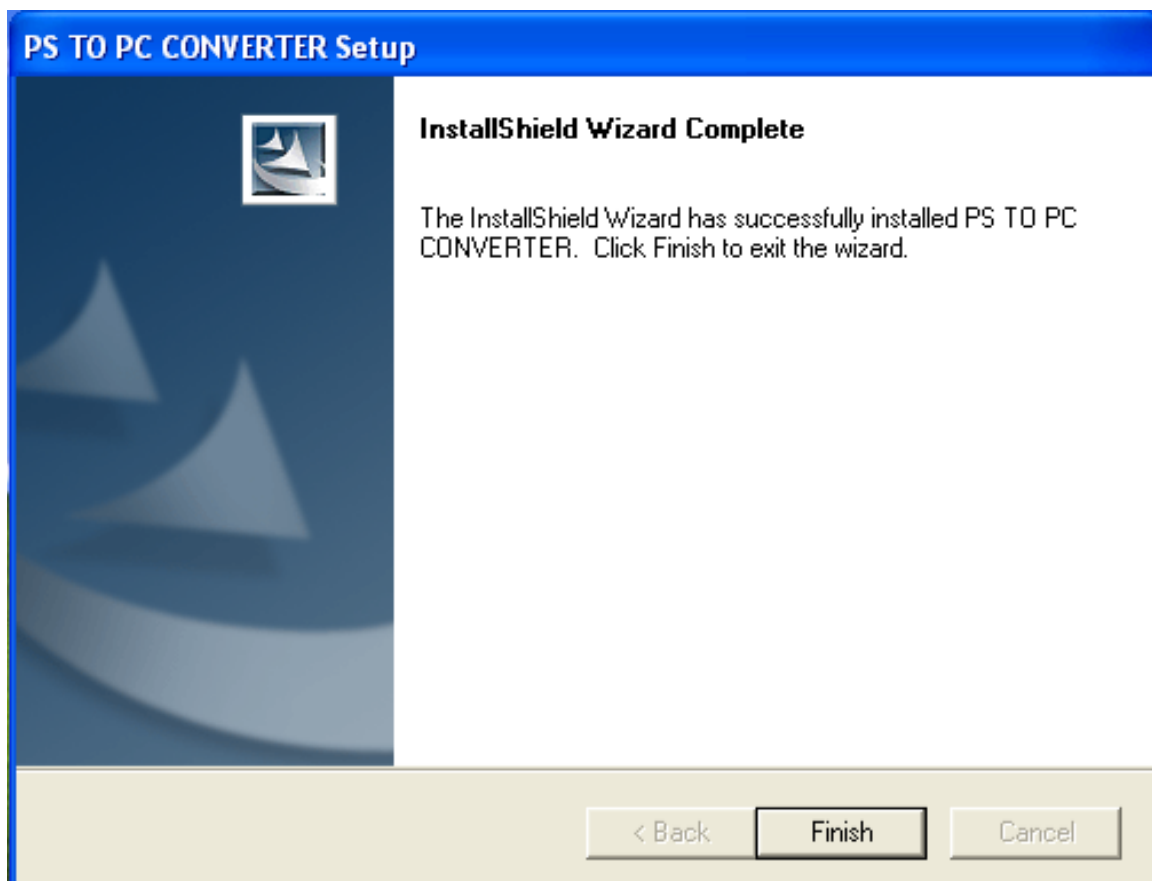 PS TO PC CONVERTER Setup
InstallShield Wizard Complete
The InstallShield Wizard has successfully installed PS TO PC
CONVERTER. Click Finish to exit the wizard.
< Back
Finish
Cancel